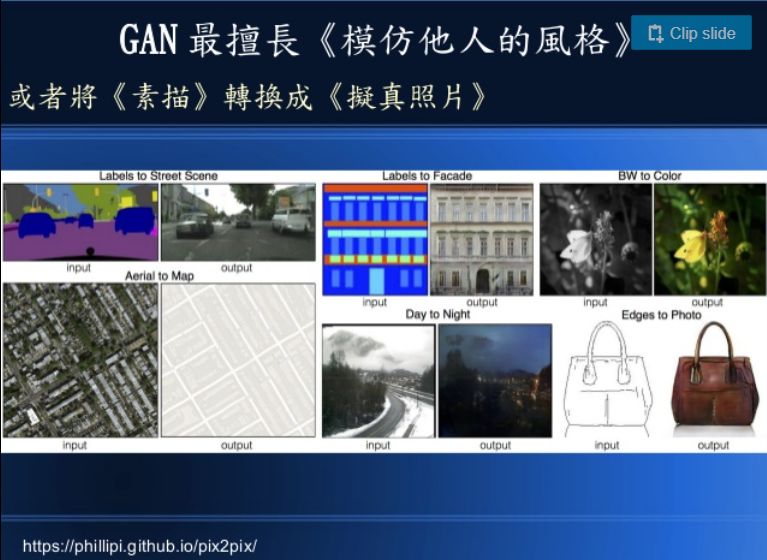 GAN 最擅長《模仿他人的風格》
Clip slide
或者將《素描》轉換成《擬真照片》
Labels to Street Scene
input
output
Aerial to Map
input
output
Labels to Facade
input
output
BW to Color
input
output
Day to Night
input
output
Edges to Photo
input
output
https://phillipi.github.io/pix2pix/